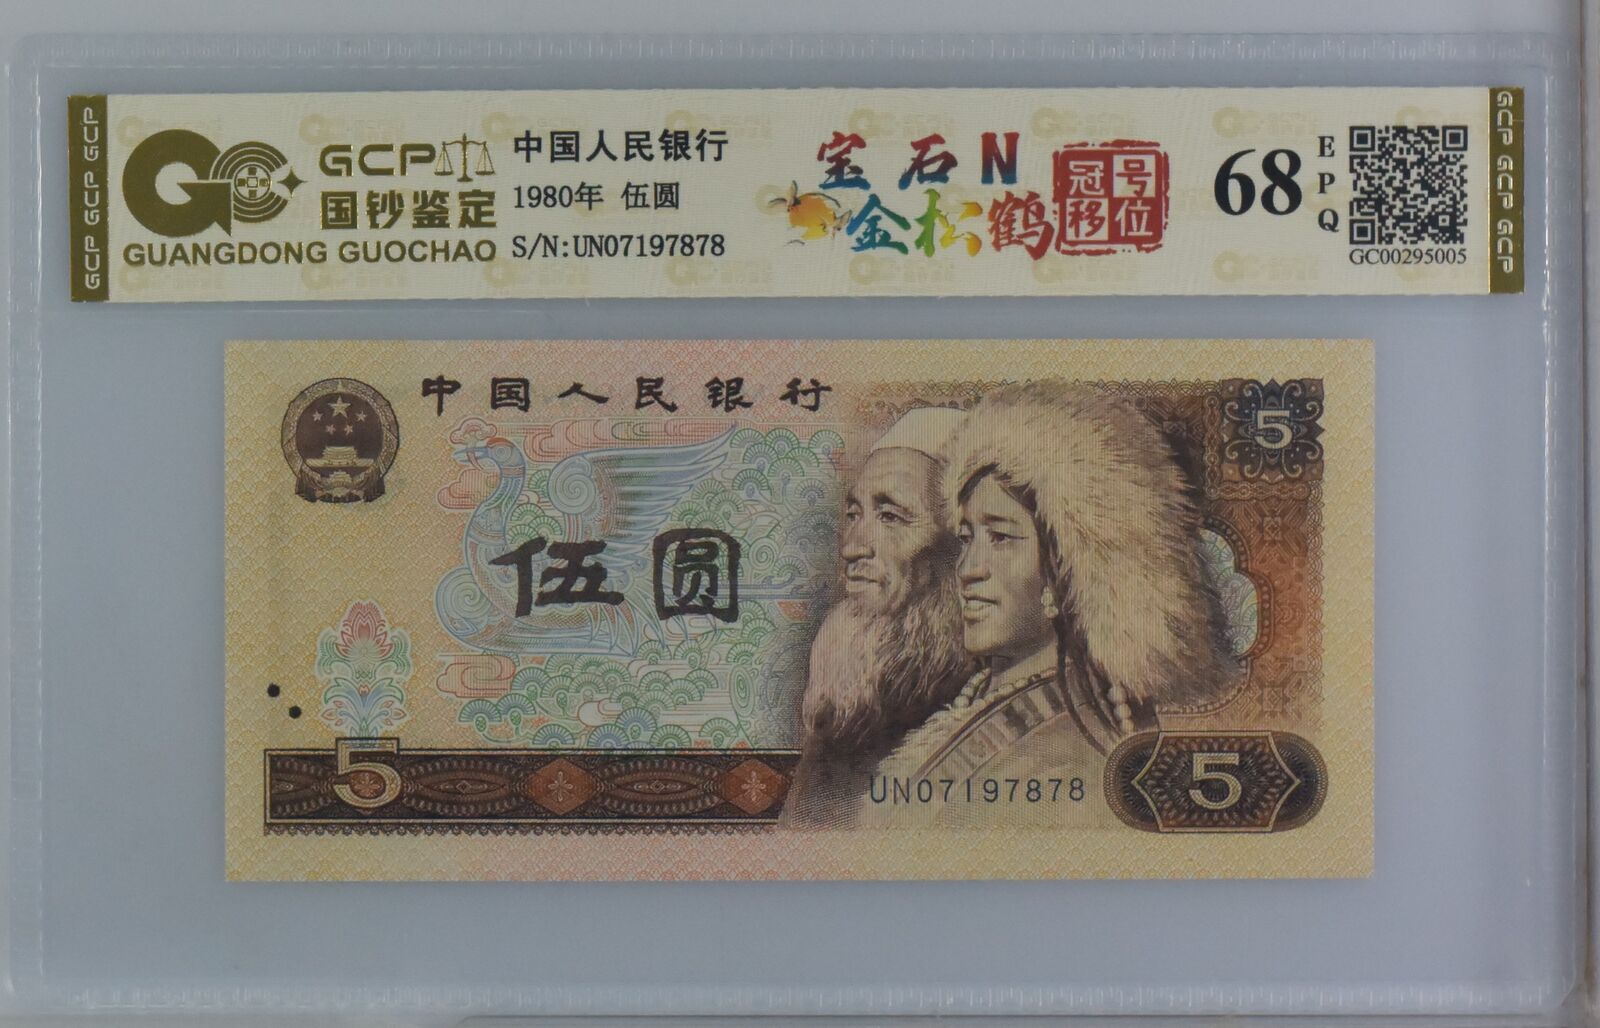 GCP GCP GCP
GCP
国钞鉴定
GUANGDONG GUOCHAO
中国人民银行
1980年 伍圆
S/N:UN07197878
宝石N
金松鹤
冠号
移位
68
EPQ
GC00295005
GCP GCP GCP
中国人民银行
5
伍圆
5
UN07197878
5